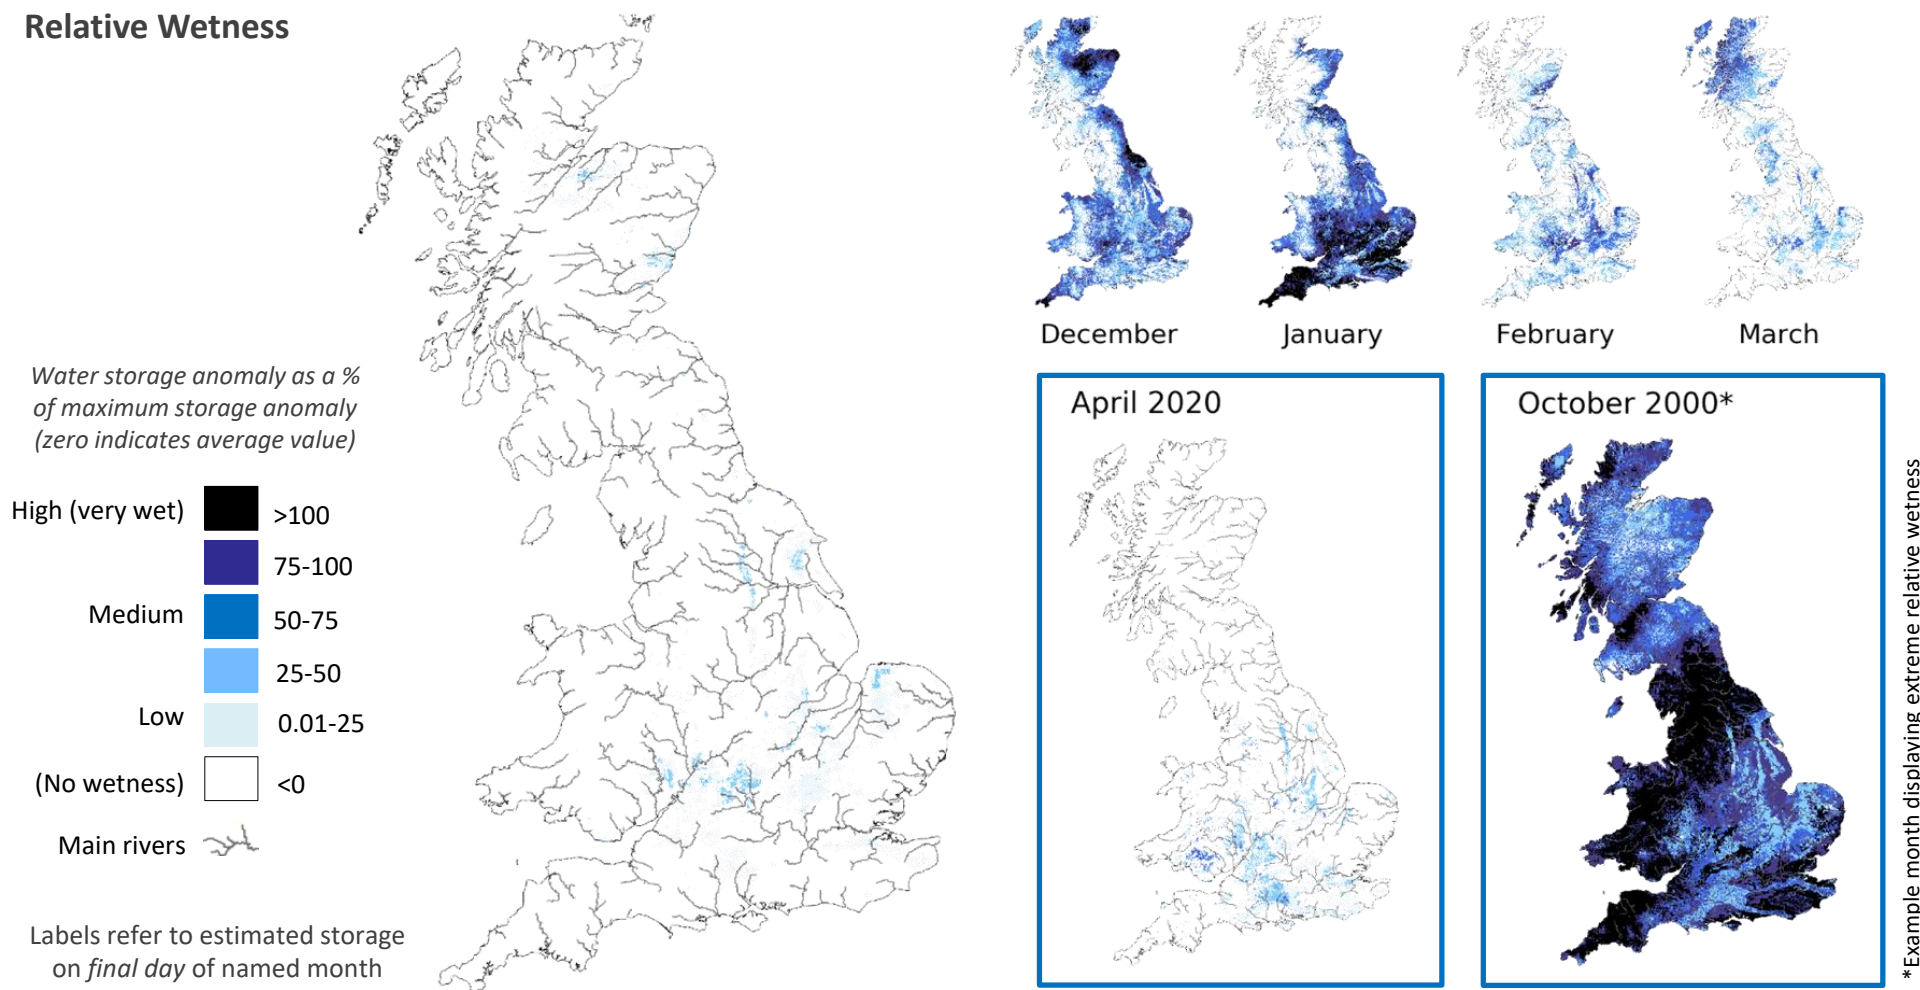 Relative Wetness
Water storage anomaly as a %
of maximum storage anomaly
(zero indicates average value)
High (very wet)
>100
75-100
Medium
50-75
25-50
Low
0.01-25
(No wetness)
<0
Main rivers
Labels refer to estimated storage
on final day of named month
December
January
February
March
April 2020
October 2000*
*Example month displaying extreme relative wetness